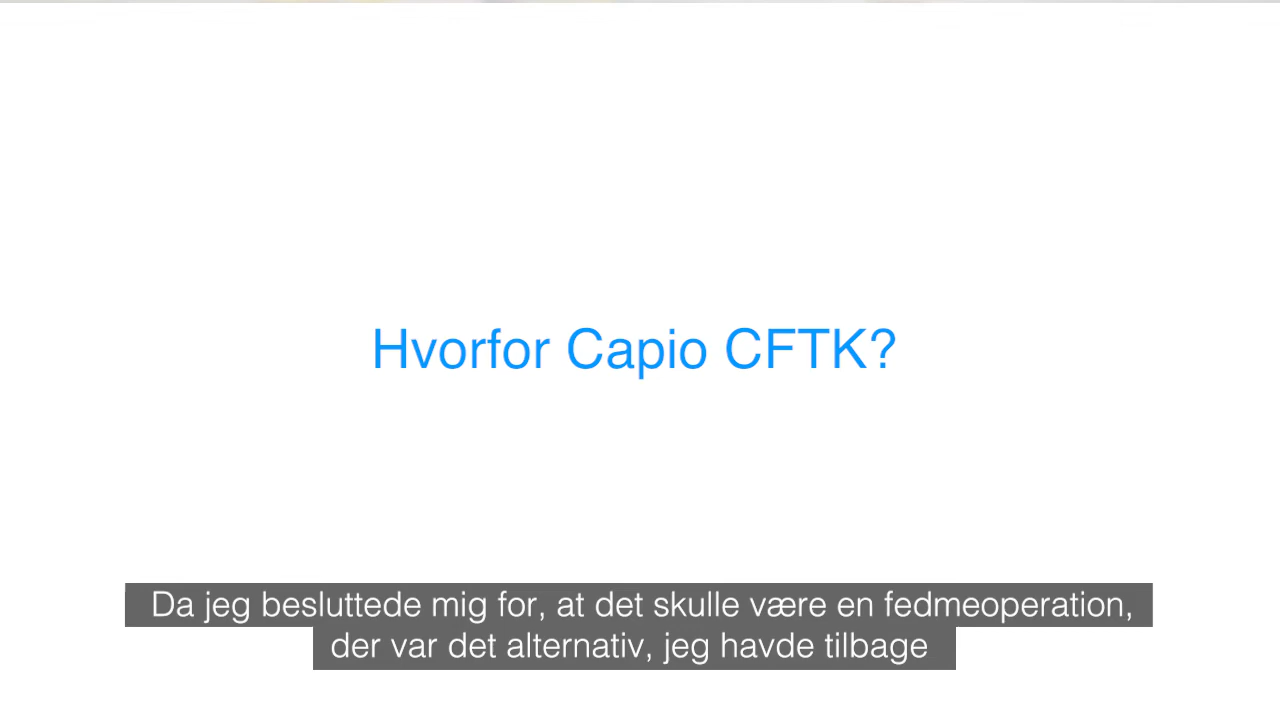 Hvorfor Capio CFTK?
Da jeg besluttede mig for, at det skulle være en fedmeoperation,
der var det alternativ, jeg havde tilbage